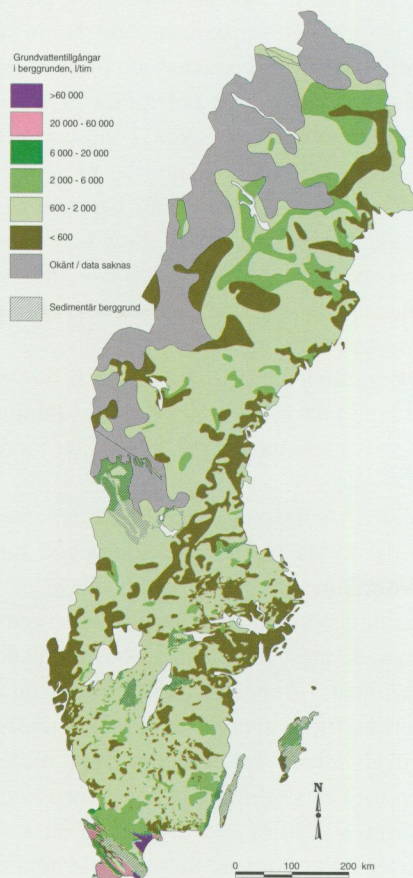 Grundvattentillgångar
i berggrunden, l/tim
>60 000
20 000 - 60 000
6 000 - 20 000
2 000 - 6 000
600 - 2 000
< 600
Okänt / data saknas
Sedimentär berggrund
N
0 100 200 km